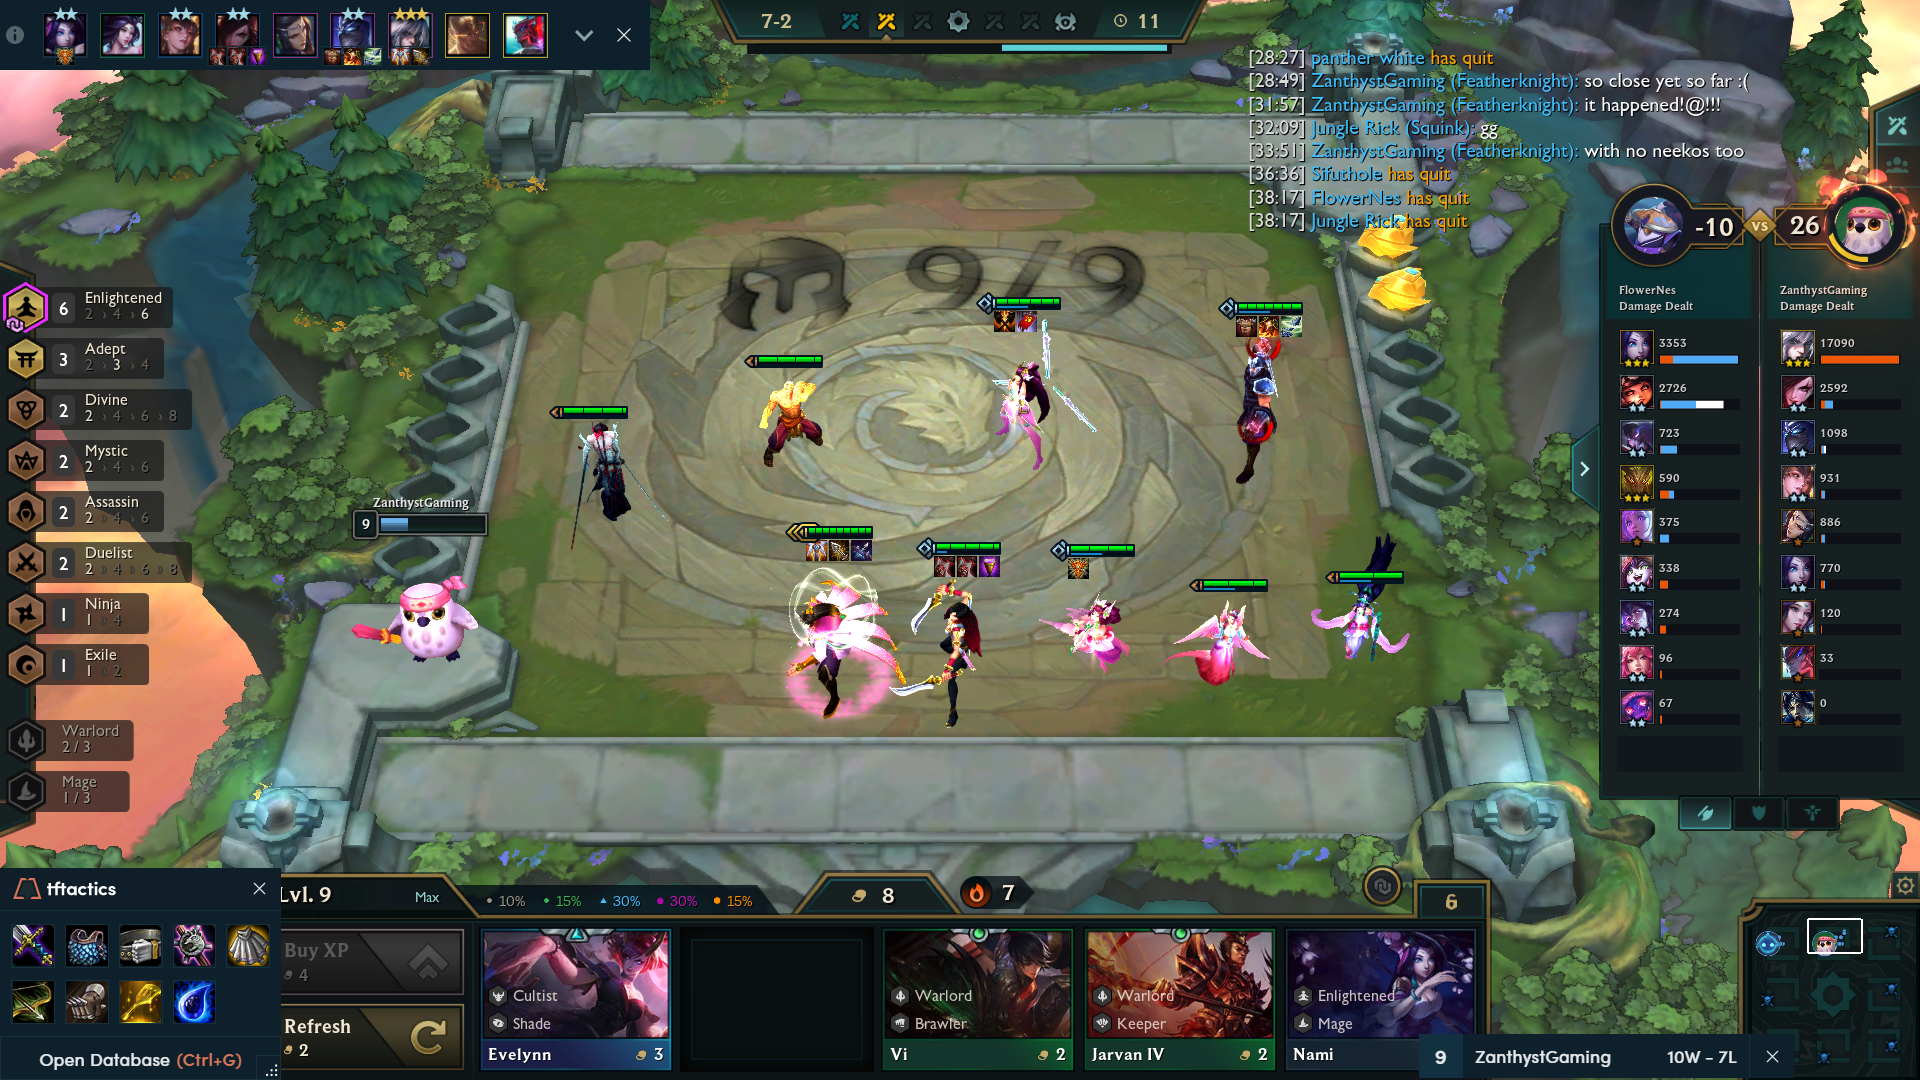 7-2
11
[28:27] panther white has quit
[28:49] ZanthystGaming (Featherknight): so close yet so far :(
[31:57] ZanthystGaming (Featherknight): it happened!@!!!
[32:09] Jungle Rick (Squink): gg
[33:51] ZanthystGaming (Featherknight): with no neekos too
[36:36] Sifuthole has quit
[38:17] FlowerNes has quit
[38:17] Jungle Rick has quit
-10
VS
26
FlowerNes
Damage Dealt
ZanthystGaming
Damage Dealt
3353
17090
2726
2592
723
1098
590
931
375
886
338
770
274
120
96
33
67
0
9/9
6
Enlightened
2 › 4 › 6
3
Adept
2 › 3 › 4
2
Divine
2 › 4 › 6 › 8
2
Mystic
2 › 4 › 6
2
Assassin
2 › 4 › 6
2
Duelist
2 › 4 › 6 › 8
1
Ninja
1 › 4
1
Exile
1 › 2
Warlord
2 / 3
Mage
1 / 3
ZanthystGaming
9
tftactics
Open Database (Ctrl+G)
Lvl. 9
Max
10%
15%
30%
30%
15%
8
7
6
Buy XP
4
Refresh
2
Cultist
Shade
Evelynn
3
Warlord
Brawler
Vi
2
Warlord
Keeper
Jarvan IV
2
Enlightened
Mage
Nami
9
ZanthystGaming
10W - 7L